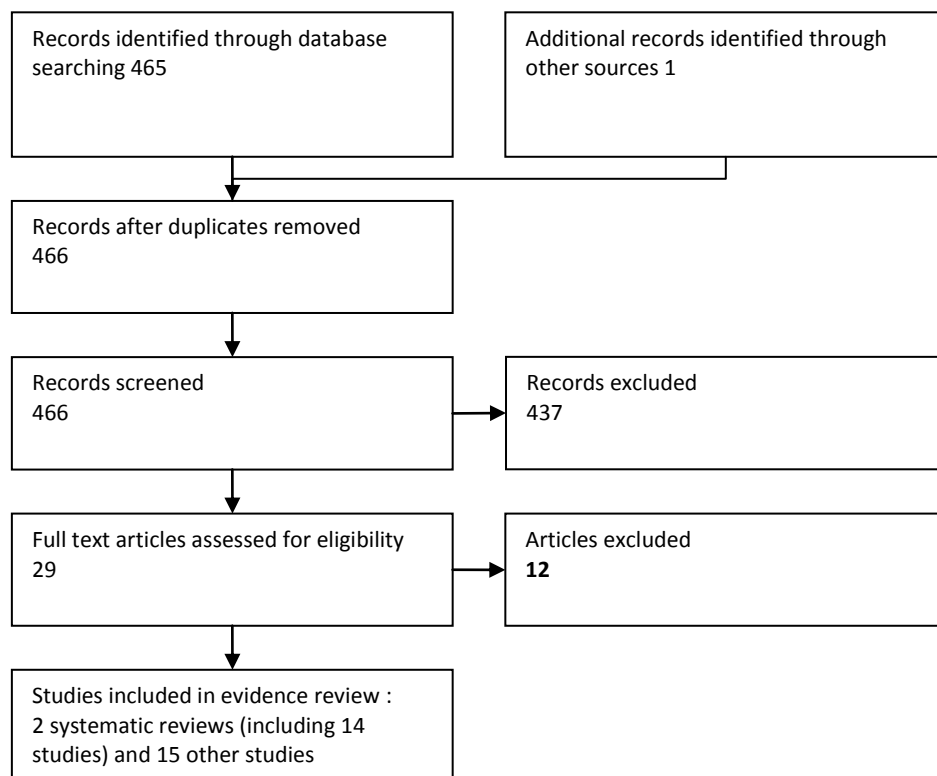 Records identified through database
searching 465
Additional records identified through
other sources 1
Records after duplicates removed
466
Records screened
466
Records excluded
437
Full text articles assessed for eligibility
29
Articles excluded
12
Studies included in evidence review :
2 systematic reviews (including 14
studies) and 15 other studies